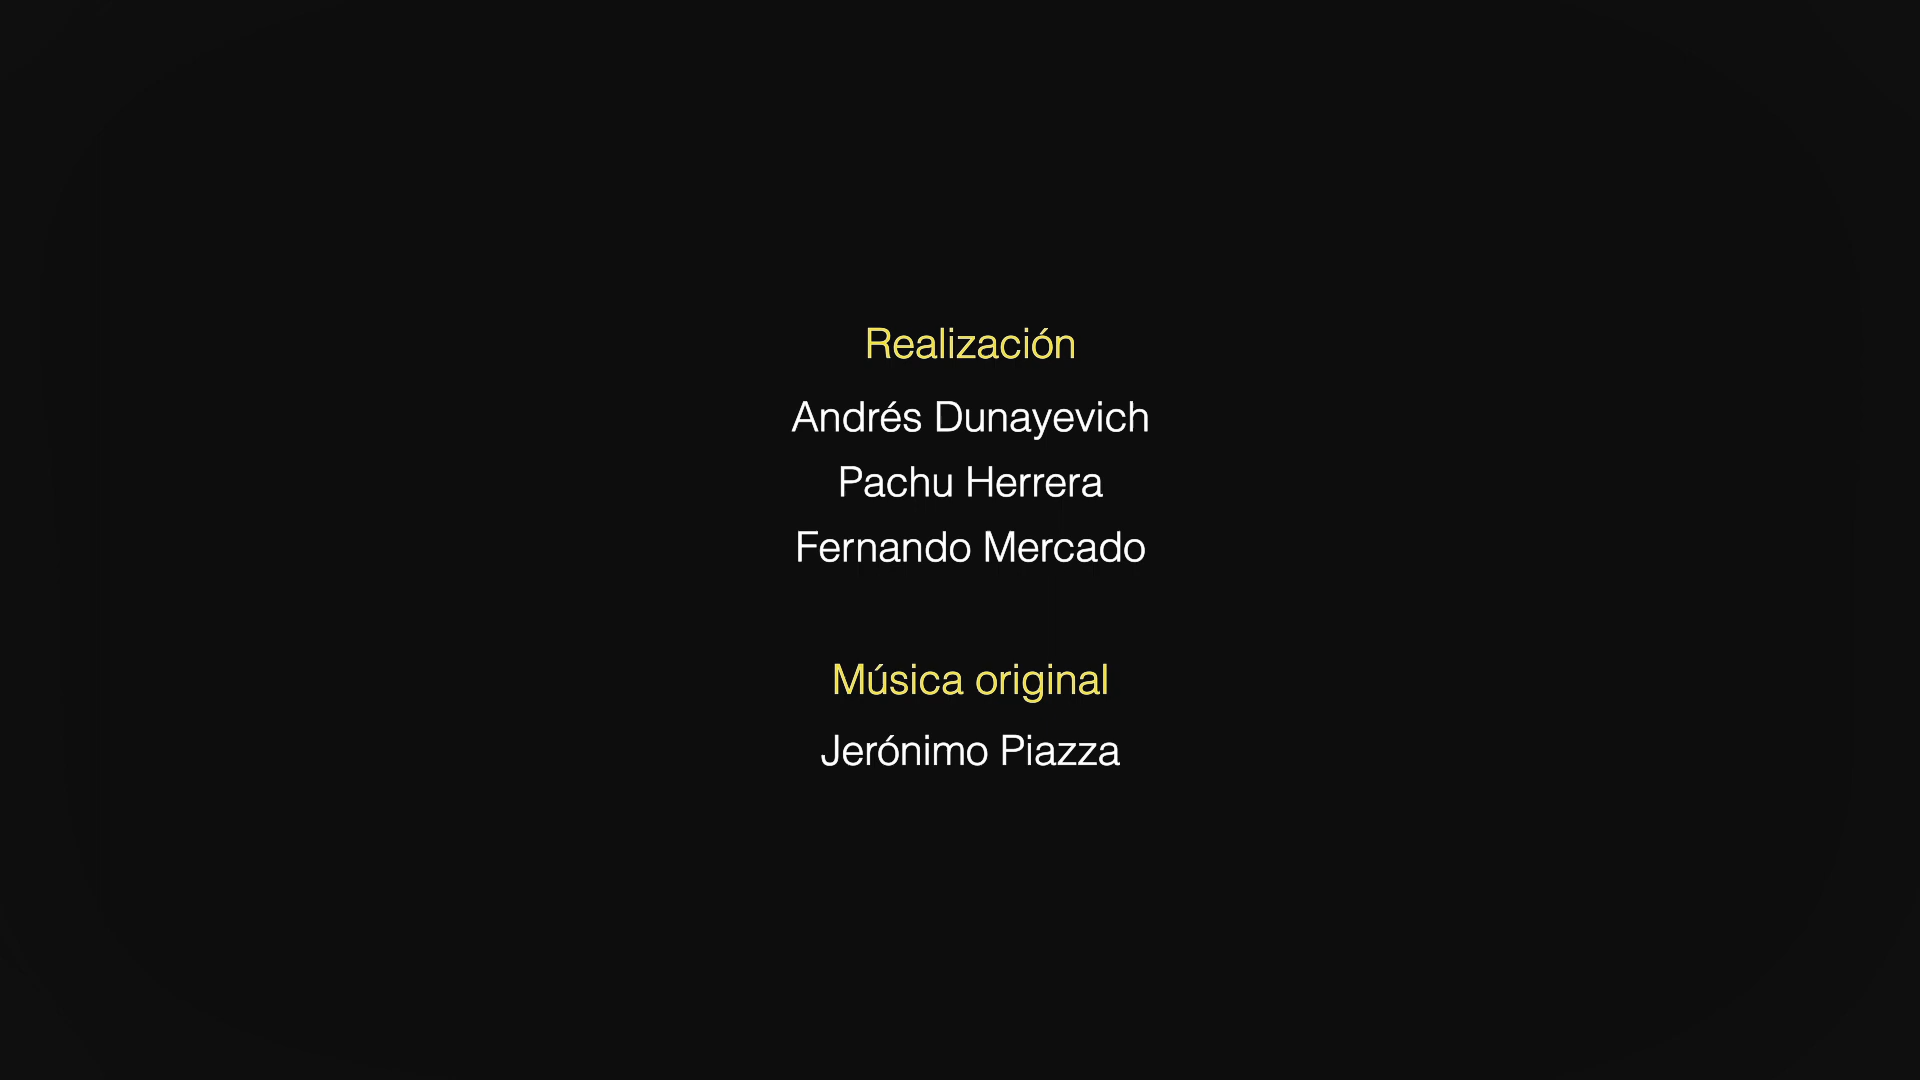 Realización
Andrés Dunayevich
Pachu Herrera
Fernando Mercado
Música original
Jerónimo Piazza